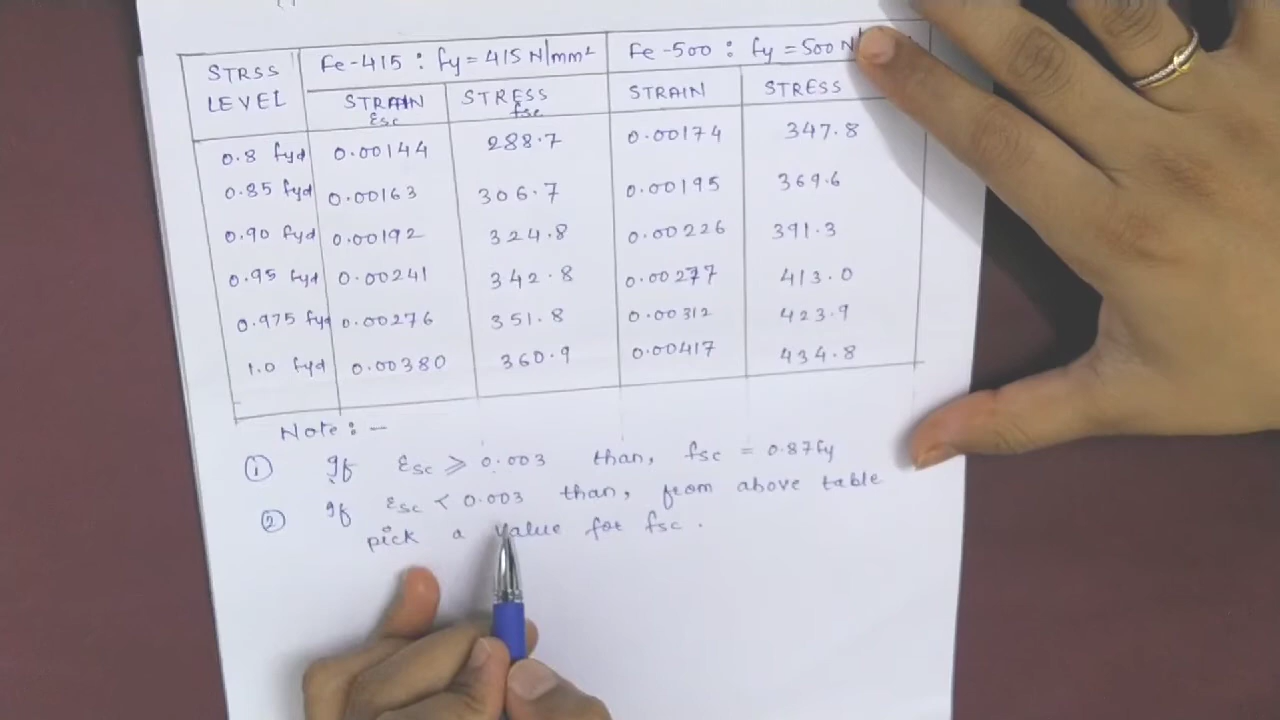 STRSS LEVEL | Fe-415 : fy = 415 N/mm² | Fe-500 : fy = 500 N/
STRAIN εsc | STRESS fsc | STRAIN | STRESS
0.8 fyd | 0.00144 | 288.7 | 0.00174 | 347.8
0.85 fyd | 0.00163 | 306.7 | 0.00195 | 369.6
0.90 fyd | 0.00192 | 324.8 | 0.00226 | 391.3
0.95 fyd | 0.00241 | 342.8 | 0.00277 | 413.0
0.975 fyd | 0.00276 | 351.8 | 0.00312 | 423.9
1.0 fyd | 0.00380 | 360.9 | 0.00417 | 434.8
Note : -
① If εsc ⩾ 0.003 than, fsc = 0.87fy
② If εsc < 0.003 than, from above table
pick a value for fsc.